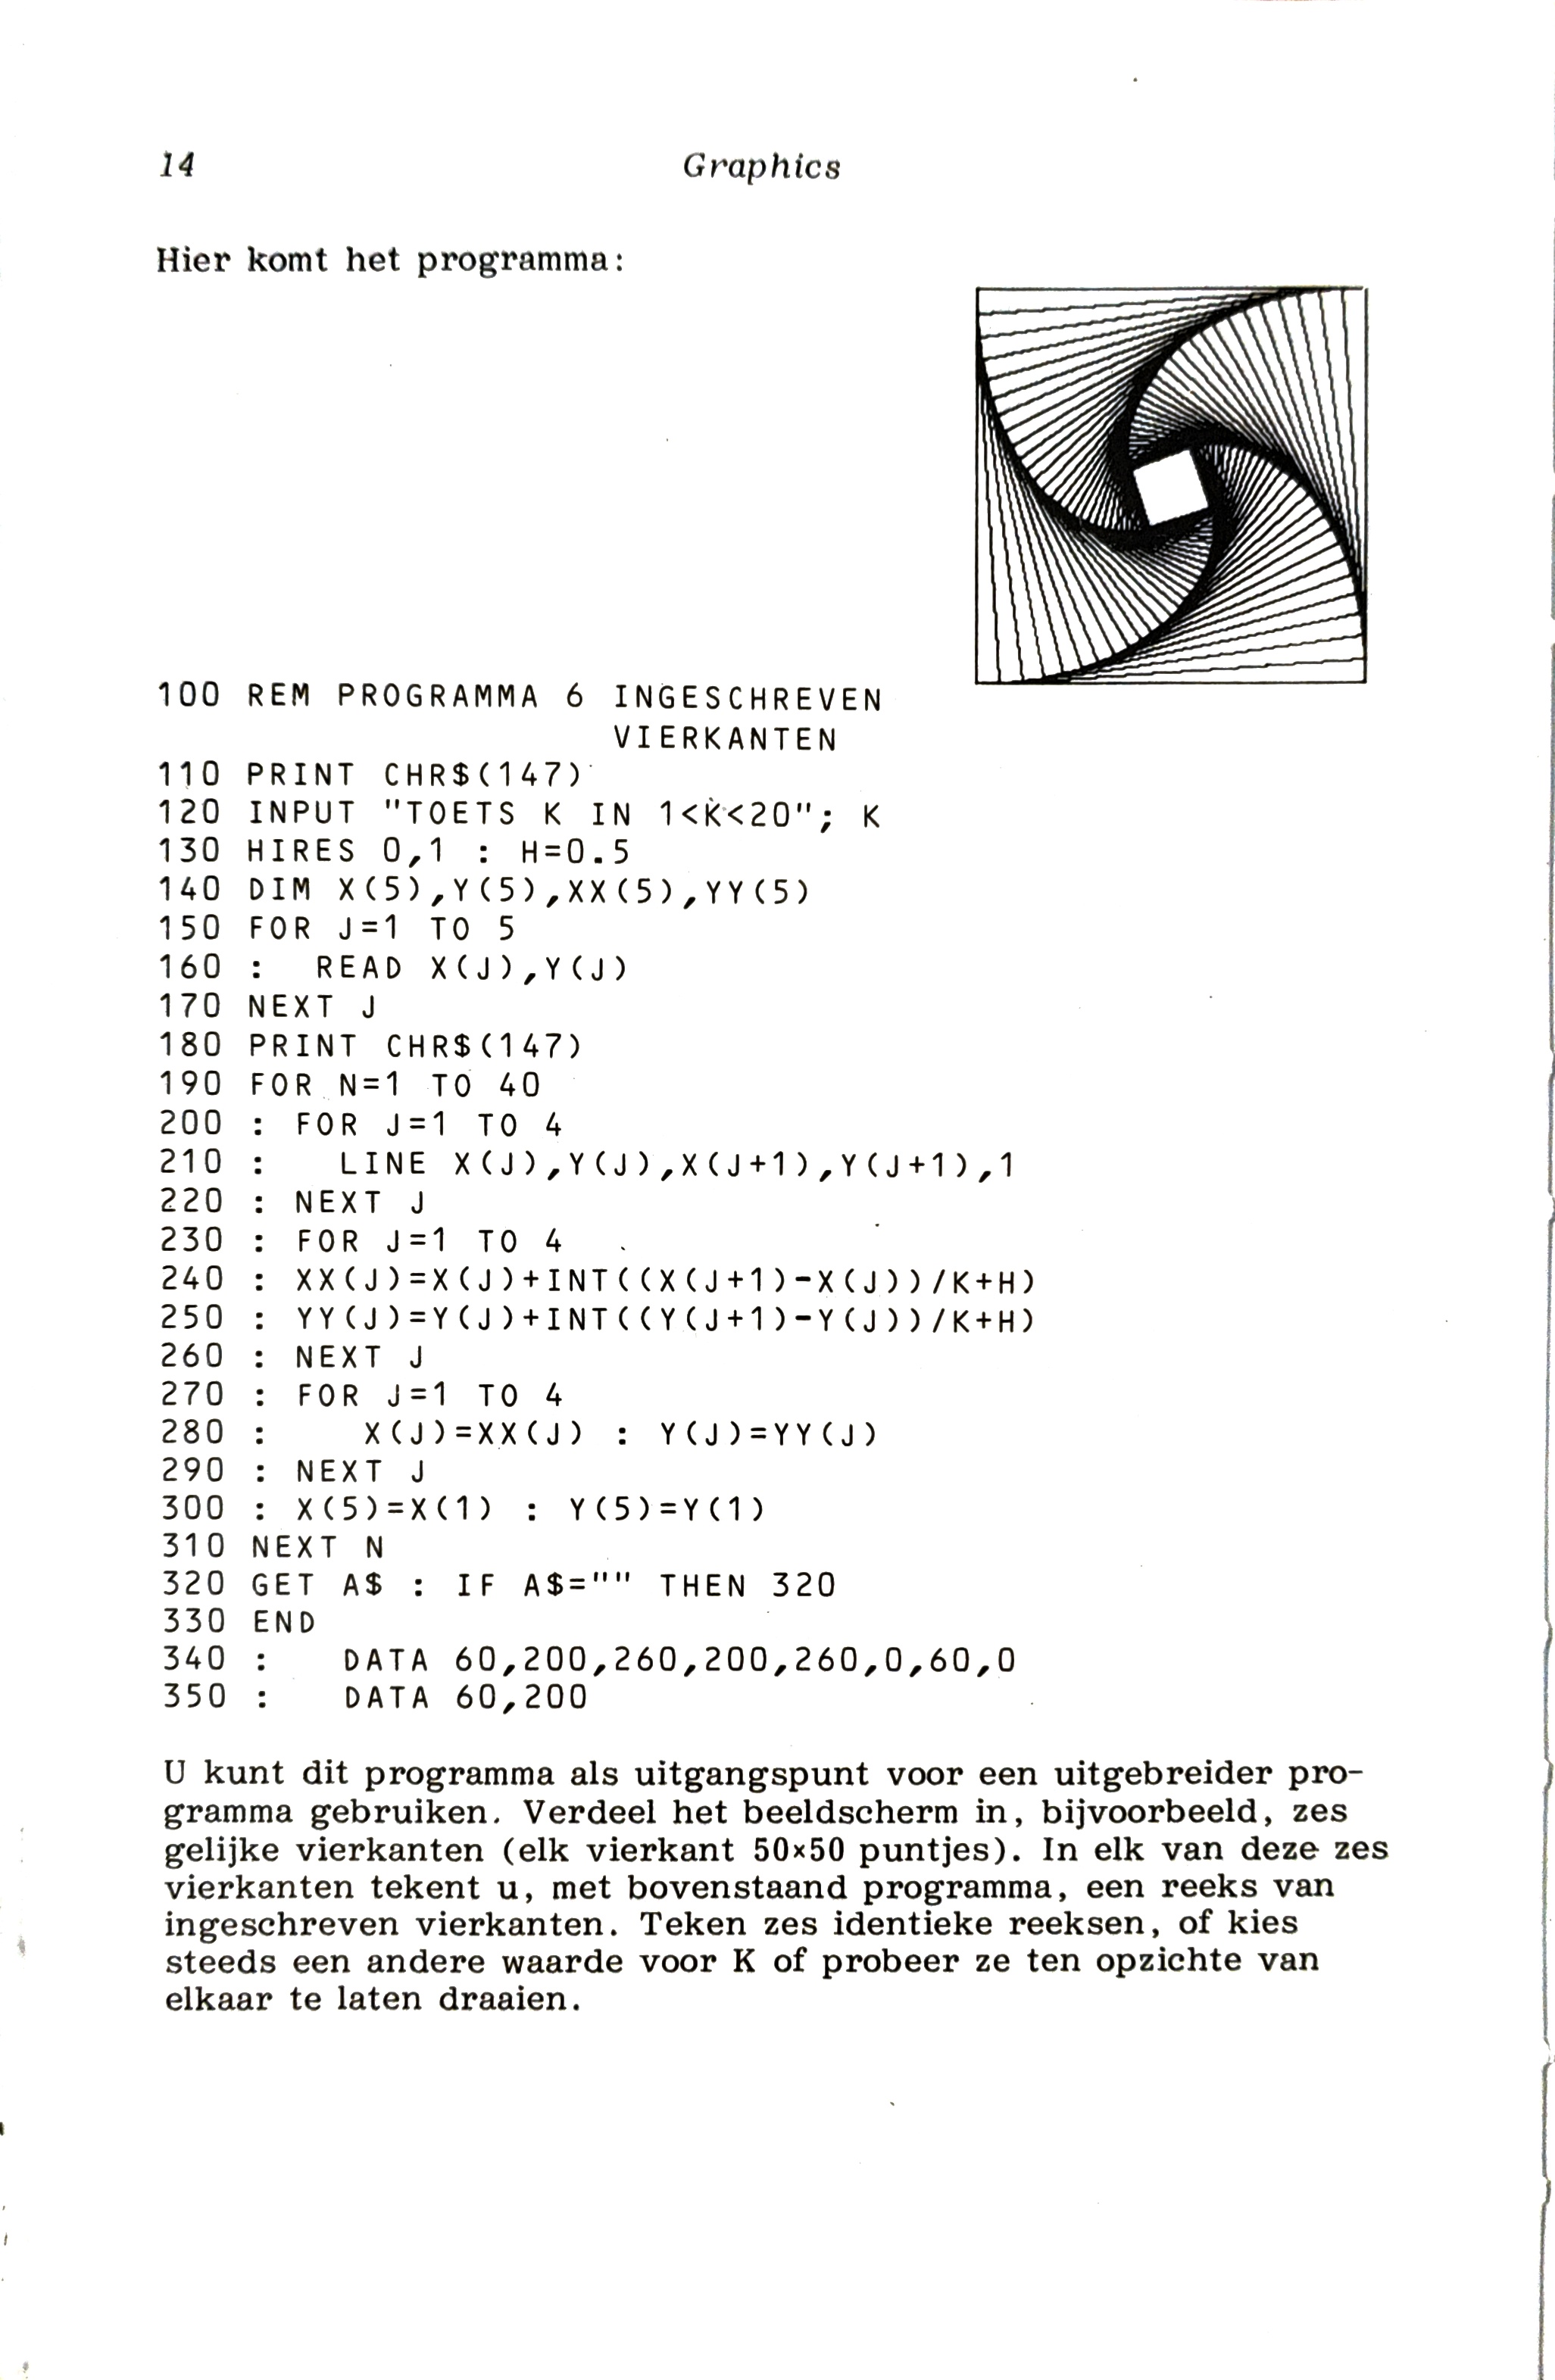 14 Graphics
Hier komt het programma:
100 REM PROGRAMMA 6 INGESCHREVEN
VIERKANTEN
110 PRINT CHR$(147)
120 INPUT "TOETS K IN 1<K<20"; K
130 HIRES 0,1 : H=0.5
140 DIM X(5),Y(5),XX(5),YY(5)
150 FOR J=1 TO 5
160 : READ X(J),Y(J)
170 NEXT J
180 PRINT CHR$(147)
190 FOR N=1 TO 40
200 : FOR J=1 TO 4
210 : LINE X(J),Y(J),X(J+1),Y(J+1),1
220 : NEXT J
230 : FOR J=1 TO 4
240 : XX(J)=X(J)+INT((X(J+1)-X(J))/K+H)
250 : YY(J)=Y(J)+INT((Y(J+1)-Y(J))/K+H)
260 : NEXT J
270 : FOR J=1 TO 4
280 : X(J)=XX(J) : Y(J)=YY(J)
290 : NEXT J
300 : X(5)=X(1) : Y(5)=Y(1)
310 NEXT N
320 GET A$ : IF A$="" THEN 320
330 END
340 : DATA 60,200,260,200,260,0,60,0
350 : DATA 60,200
U kunt dit programma als uitgangspunt voor een uitgebreider pro-
gramma gebruiken. Verdeel het beeldscherm in, bijvoorbeeld, zes
gelijke vierkanten (elk vierkant 50×50 puntjes). In elk van deze zes
vierkanten tekent u, met bovenstaand programma, een reeks van
ingeschreven vierkanten. Teken zes identieke reeksen, of kies
steeds een andere waarde voor K of probeer ze ten opzichte van
elkaar te laten draaien.